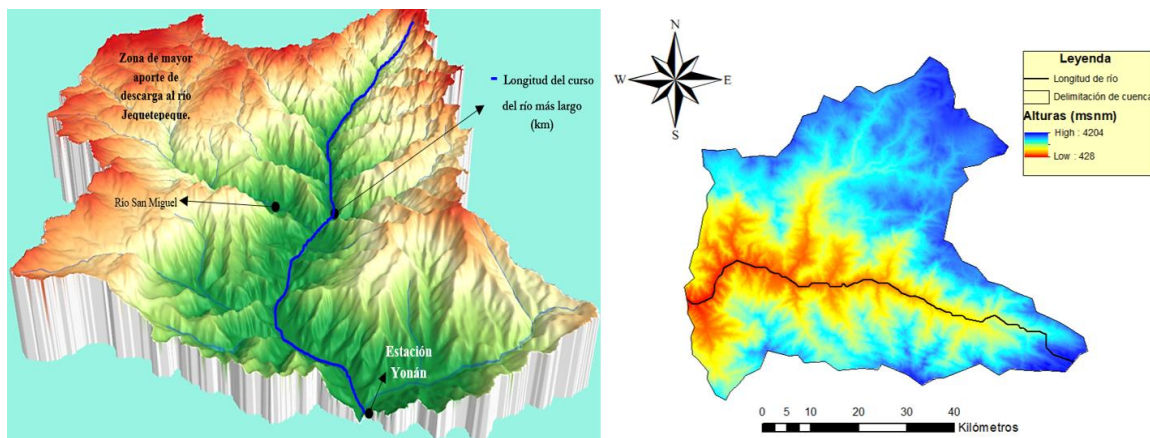 Zona de mayor
aporte de
descarga al río
Jequetepeque.
Longitud del curso
del río más largo
(km)
Rio San Miguel
Estación
Yonán
N
W
E
S
Leyenda
Longitud de río
Delimitación de cuenca
Alturas (msnm)
High : 4204
Low : 428
0 5 10 20 30 40
Kilómetros